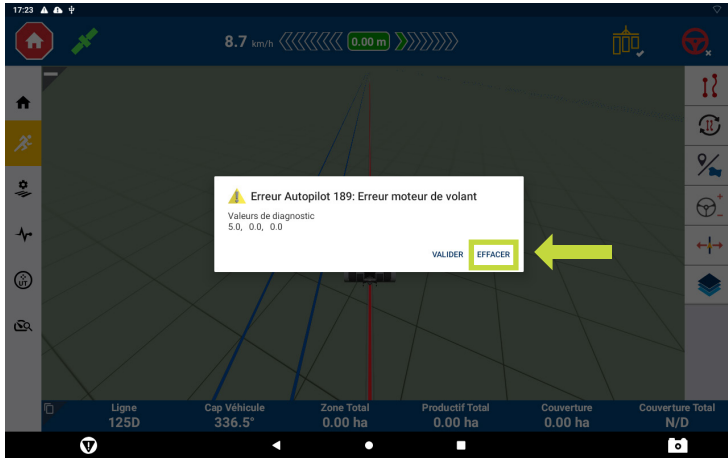 17:23
8.7 km/h 0.00 m
Erreur Autopilot 189: Erreur moteur de volant
Valeurs de diagnostic
5.0, 0.0, 0.0
VALIDER EFFACER
UT
Ligne Cap Véhicule Zone Total Productif Total Couverture Couverture Total
125D 336.5° 0.00 ha 0.00 ha 0.00 ha N/D